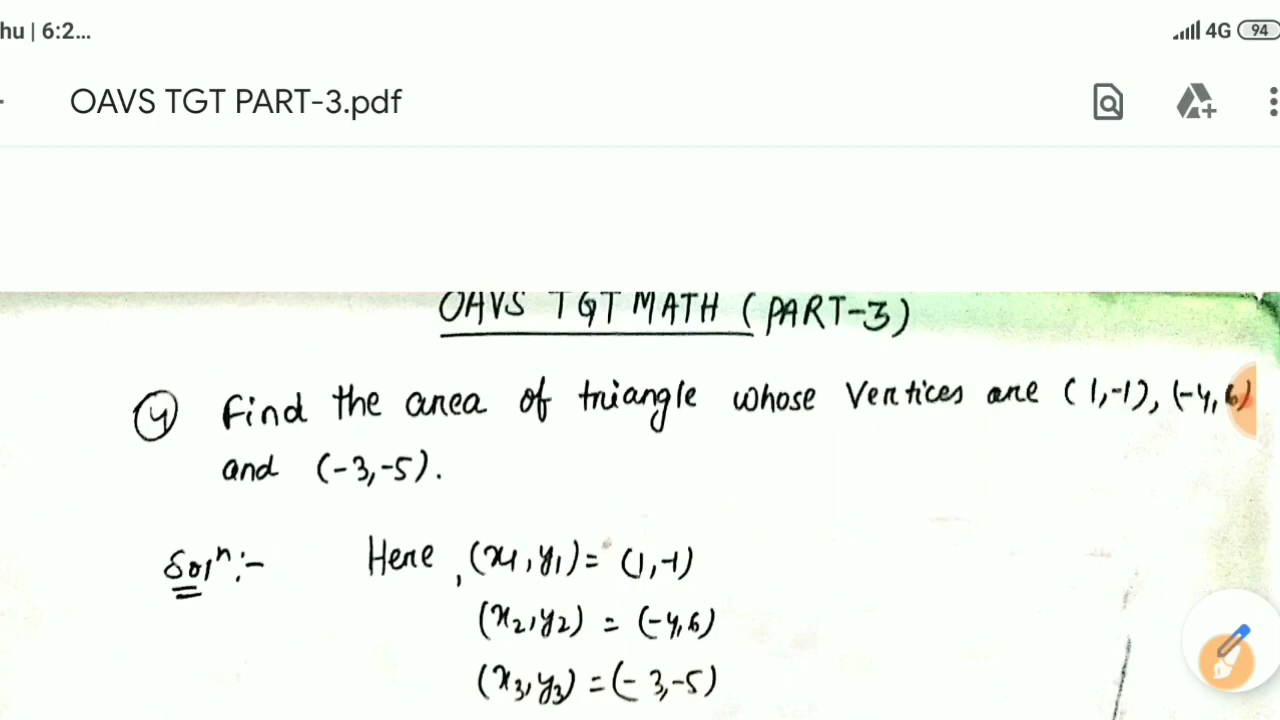 hu | 6:2...
4G 94
OAVS TGT PART-3.pdf
OAVS TGT MATH (PART-3)
4 Find the area of triangle whose vertices are (1,-1), (-4,6)
and (-3,-5).
Solⁿ:- Here, (x₁,y₁) = (1,-1)
(x₂,y₂) = (-4,6)
(x₃,y₃) = (-3,-5)